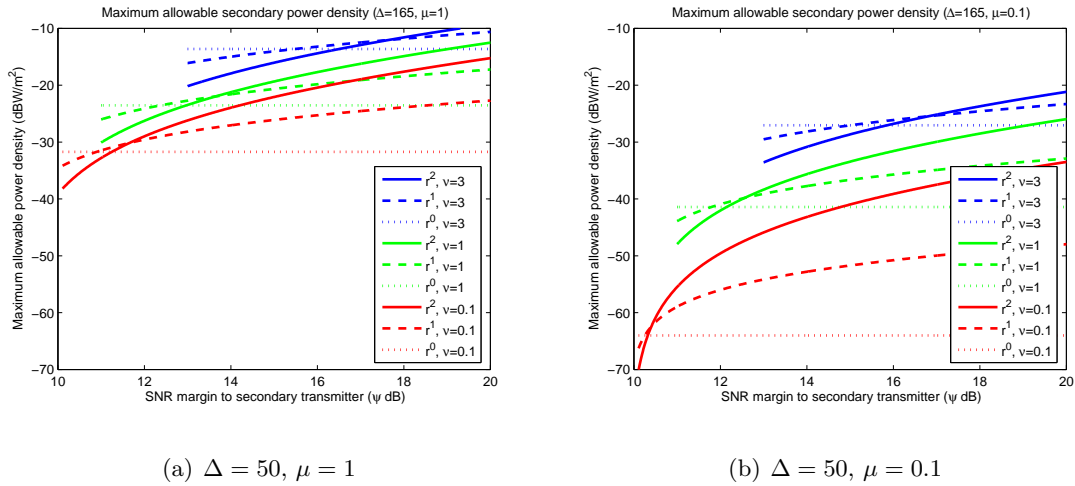 Maximum allowable secondary power density (Δ=165, μ=1)
Maximum allowable power density (dBW/m²)
−10
−20
−30
−40
−50
−60
−70
r², ν=3
r¹, ν=3
r⁰, ν=3
r², ν=1
r¹, ν=1
r⁰, ν=1
r², ν=0.1
r¹, ν=0.1
r⁰, ν=0.1
10 12 14 16 18 20
SNR margin to secondary transmitter (ψ dB)
(a) Δ = 50, μ = 1
Maximum allowable secondary power density (Δ=165, μ=0.1)
Maximum allowable power density (dBW/m²)
−10
−20
−30
−40
−50
−60
−70
r², ν=3
r¹, ν=3
r⁰, ν=3
r², ν=1
r¹, ν=1
r⁰, ν=1
r², ν=0.1
r¹, ν=0.1
r⁰, ν=0.1
10 12 14 16 18 20
SNR margin to secondary transmitter (ψ dB)
(b) Δ = 50, μ = 0.1